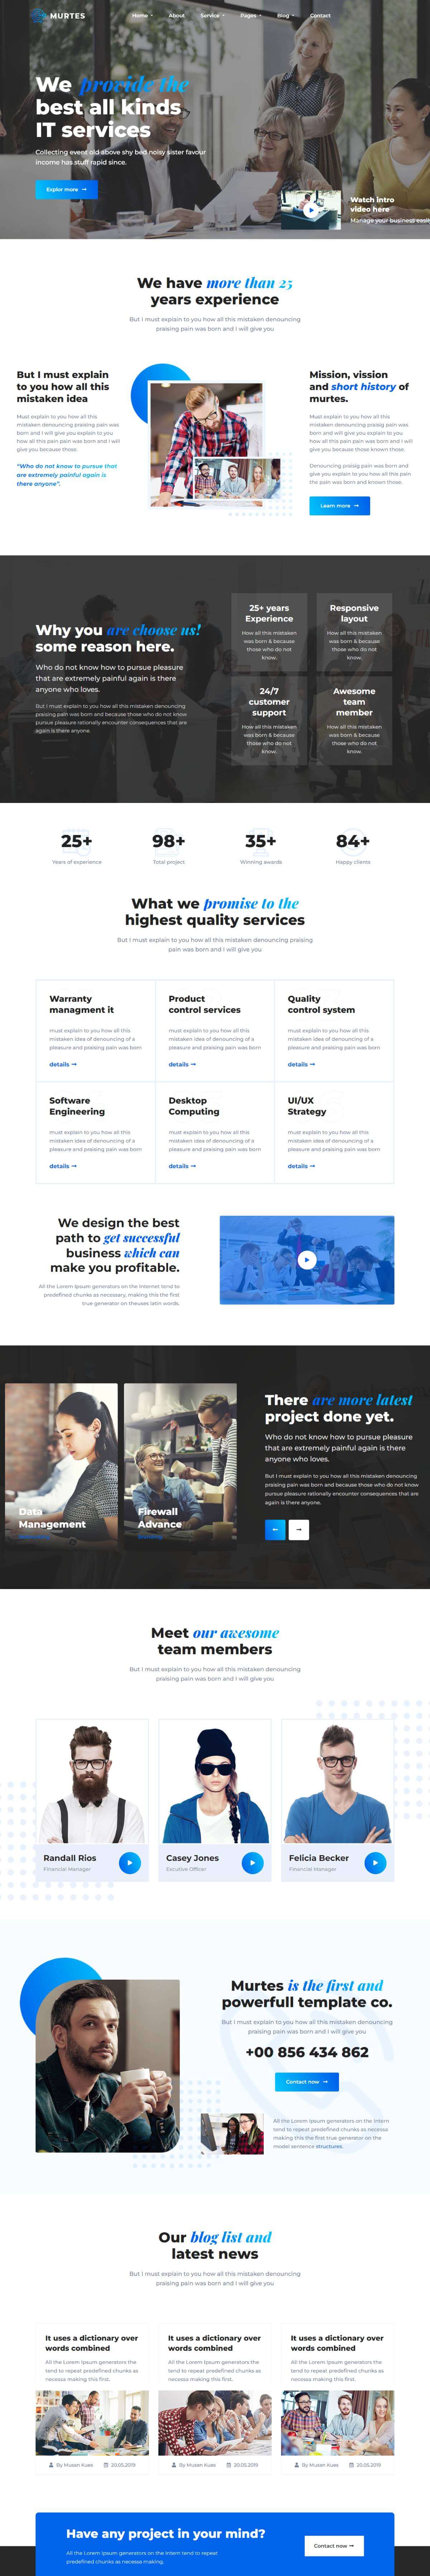 MURTES
Home About Service Pages Blog Contact
We provide the
best all kinds
IT services
Collecting event old above shy bed noisy sister favour
income has stuff rapid since.
Explor more
Watch intro
video here
Manage your business easily
We have more than 25
years experience
But I must explain to you how all this mistaken denouncing
praising pain was born and I will give you
But I must explain
to you how all this
mistaken idea
Must explain to you how all this
mistaken denouncing praising pain was
born and I will give you explain to you
how all this pain pain was born and I will
give you because those.
"Who do not know to pursue that
are extremely painful again is
there anyone".
Mission, vission
and short history of
murtes.
Must explain to you how all this
mistaken denouncing praisig pain was
born and will give you explain to you
how all this pain pain was born and I will
give you because those known those.
Denouncing praisig pain was born and
give you explain to you how all this pain
the pain was born and known those.
Learn more
Why you are choose us!
some reason here.
Who do not know how to pursue pleasure
that are extremely painful again is there
anyone who loves.
But I must explain to you how all this mistaken denouncing
praising pain was born and because those who do not know
pursue pleasure rationally encounter consequences that are
again is there anyone.
25+ years
Experience
How all this mistaken
was born & because
those who do not
know.
Responsive
layout
How all this mistaken
was born & because
those who do not
know.
24/7
customer
support
How all this mistaken
was born & because
those who do not
know.
Awesome
team
member
How all this mistaken
was born & because
those who do not
know.
25+ 98+ 35+ 84+
Years of experience Total project Winning awards Happy clients
What we promise to the
highest quality services
But I must explain to you how all this mistaken denouncing praising
pain was born and I will give you
Warranty
managment it
must explain to you how all this
mistaken idea of denouncing of a
pleasure and praising pain was born
details
Product
control services
must explain to you how all this
mistaken idea of denouncing of a
pleasure and praising pain was born
details
Quality
control system
must explain to you how all this
mistaken idea of denouncing of a
pleasure and praising pain was born
details
Software
Engineering
must explain to you how all this
mistaken idea of denouncing of a
pleasure and praising pain was born
details
Desktop
Computing
must explain to you how all this
mistaken idea of denouncing of a
pleasure and praising pain was born
details
UI/UX
Strategy
must explain to you how all this
mistaken idea of denouncing of a
pleasure and praising pain was born
details
We design the best
path to get successful
business which can
make you profitable.
All the Lorem Ipsum generators on the Internet tend to
predefined chunks as necessary, making this the first
true generator on theuses latin words.
Data
Management
Firewall
Advance
There are more latest
project done yet.
Who do not know how to pursue pleasure
that are extremely painful again is there
anyone who loves.
But I must explain to you how all this mistaken denouncing
praising pain was born and because those who do not know
pursue pleasure rationally encounter consequences that are
again is there anyone.
Meet our awesome
team members
But I must explain to you how all this mistaken denouncing
praising pain was born and I will give you
Randall Rios
Financial Manager
Casey Jones
Excutive Officer
Felicia Becker
Financial Manager
Murtes is the first and
powerfull template co.
But I must explain to you how all this mistaken denouncing
praising pain was born and I will give you
+00 856 434 862
Contact now
All the Lorem Ipsum generators on the Intern
tend to repeat predefined chunks as necessa
making this the first true generator on the
model sentence structures.
Our blog list and
latest news
But I must explain to you how all this mistaken denouncing
praising pain was born and I will give you
It uses a dictionary over
words combined
All the Lorem Ipsum generators the
tend to repeat predefined chunks as
necessa making this first.
By Musan Kues 20.05.2019
It uses a dictionary over
words combined
All the Lorem Ipsum generators the
tend to repeat predefined chunks as
necessa making this first.
By Musan Kues 20.05.2019
It uses a dictionary over
words combined
All the Lorem Ipsum generators the
tend to repeat predefined chunks as
necessa making this first.
By Musan Kues 20.05.2019
Have any project in your mind?
All the Lorem Ipsum generators on the Intern tend to repeat
predefined chunks as necessa making.
Contact now